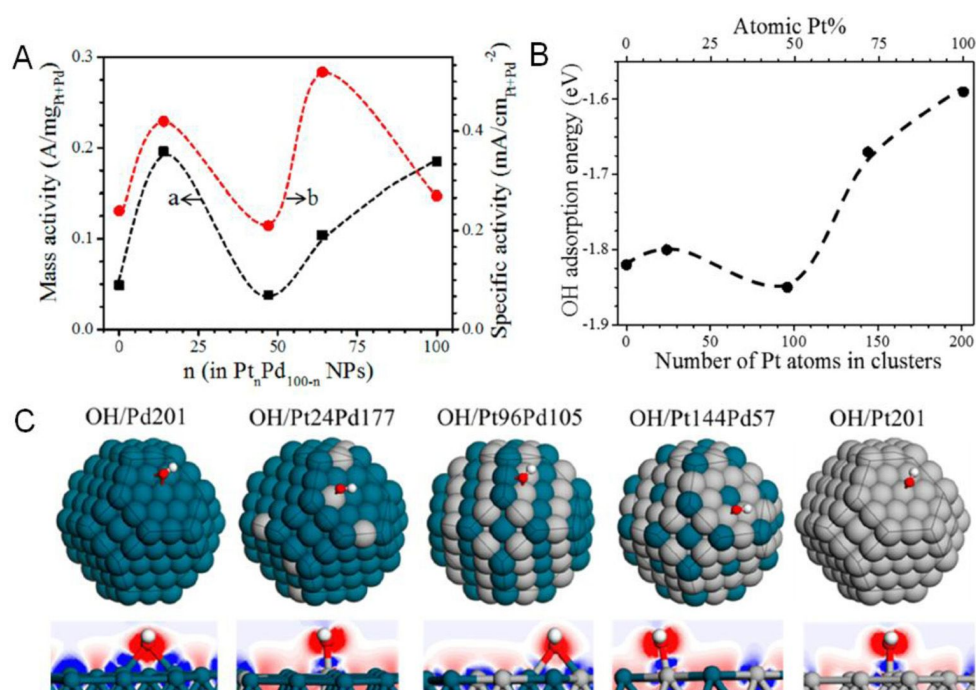 A
Mass activity (A/mgPt+Pd)
0.3
0.2
0.1
0.0
a
b
0.4
0.2
0.0
Specific activity (mA/cmPt+Pd-2)
0 25 50 75 100
n (in PtnPd100-n NPs)
B
Atomic Pt%
0 25 50 75 100
OH adsorption energy (eV)
-1.6
-1.7
-1.8
-1.9
0 50 100 150 200
Number of Pt atoms in clusters
C
OH/Pd201 OH/Pt24Pd177 OH/Pt96Pd105 OH/Pt144Pd57 OH/Pt201